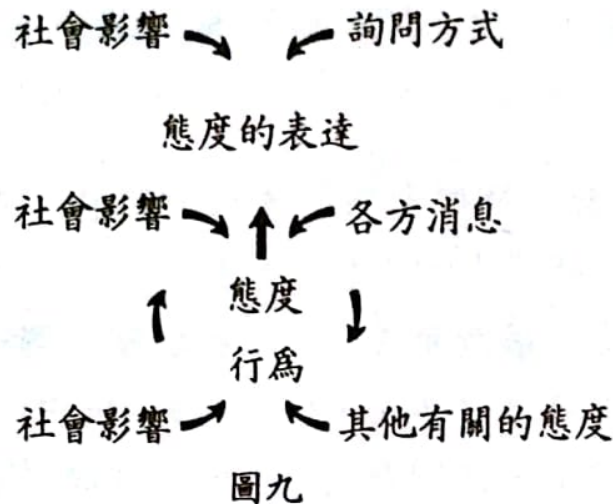 社會影響 詢問方式
態度的表達
社會影響 各方消息
態度
行爲
社會影響 其他有關的態度
圖九